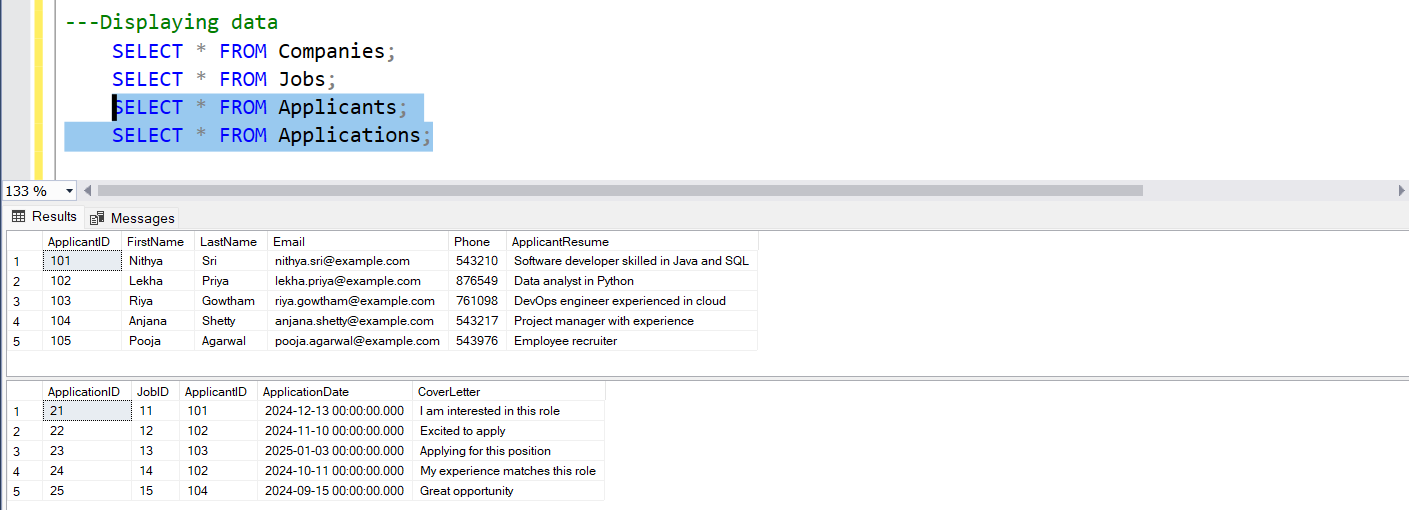 ---Displaying data
SELECT * FROM Companies;
SELECT * FROM Jobs;
SELECT * FROM Applicants;
SELECT * FROM Applications;
133 %
Results Messages
ApplicantID FirstName LastName Email Phone ApplicantResume
1 101 Nithya Sri nithya.sri@example.com 543210 Software developer skilled in Java and SQL
2 102 Lekha Priya lekha.priya@example.com 876549 Data analyst in Python
3 103 Riya Gowtham riya.gowtham@example.com 761098 DevOps engineer experienced in cloud
4 104 Anjana Shetty anjana.shetty@example.com 543217 Project manager with experience
5 105 Pooja Agarwal pooja.agarwal@example.com 543976 Employee recruiter
ApplicationID JobID ApplicantID ApplicationDate CoverLetter
1 21 11 101 2024-12-13 00:00:00.000 I am interested in this role
2 22 12 102 2024-11-10 00:00:00.000 Excited to apply
3 23 13 103 2025-01-03 00:00:00.000 Applying for this position
4 24 14 102 2024-10-11 00:00:00.000 My experience matches this role
5 25 15 104 2024-09-15 00:00:00.000 Great opportunity